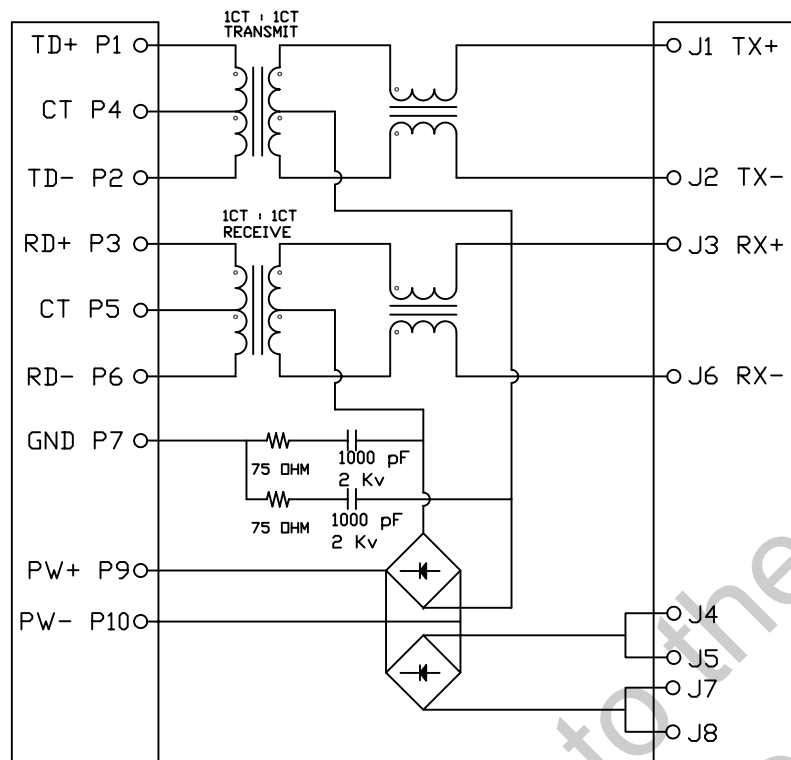 1CT : 1CT
TRANSMIT
TD+ P1
J1 TX+
CT P4
TD- P2
J2 TX-
1CT : 1CT
RECEIVE
RD+ P3
J3 RX+
CT P5
RD- P6
J6 RX-
GND P7
75 OHM
1000 pF
2 Kv
75 OHM
1000 pF
2 Kv
PW+ P9
PW- P10
J4
J5
J7
J8
to the